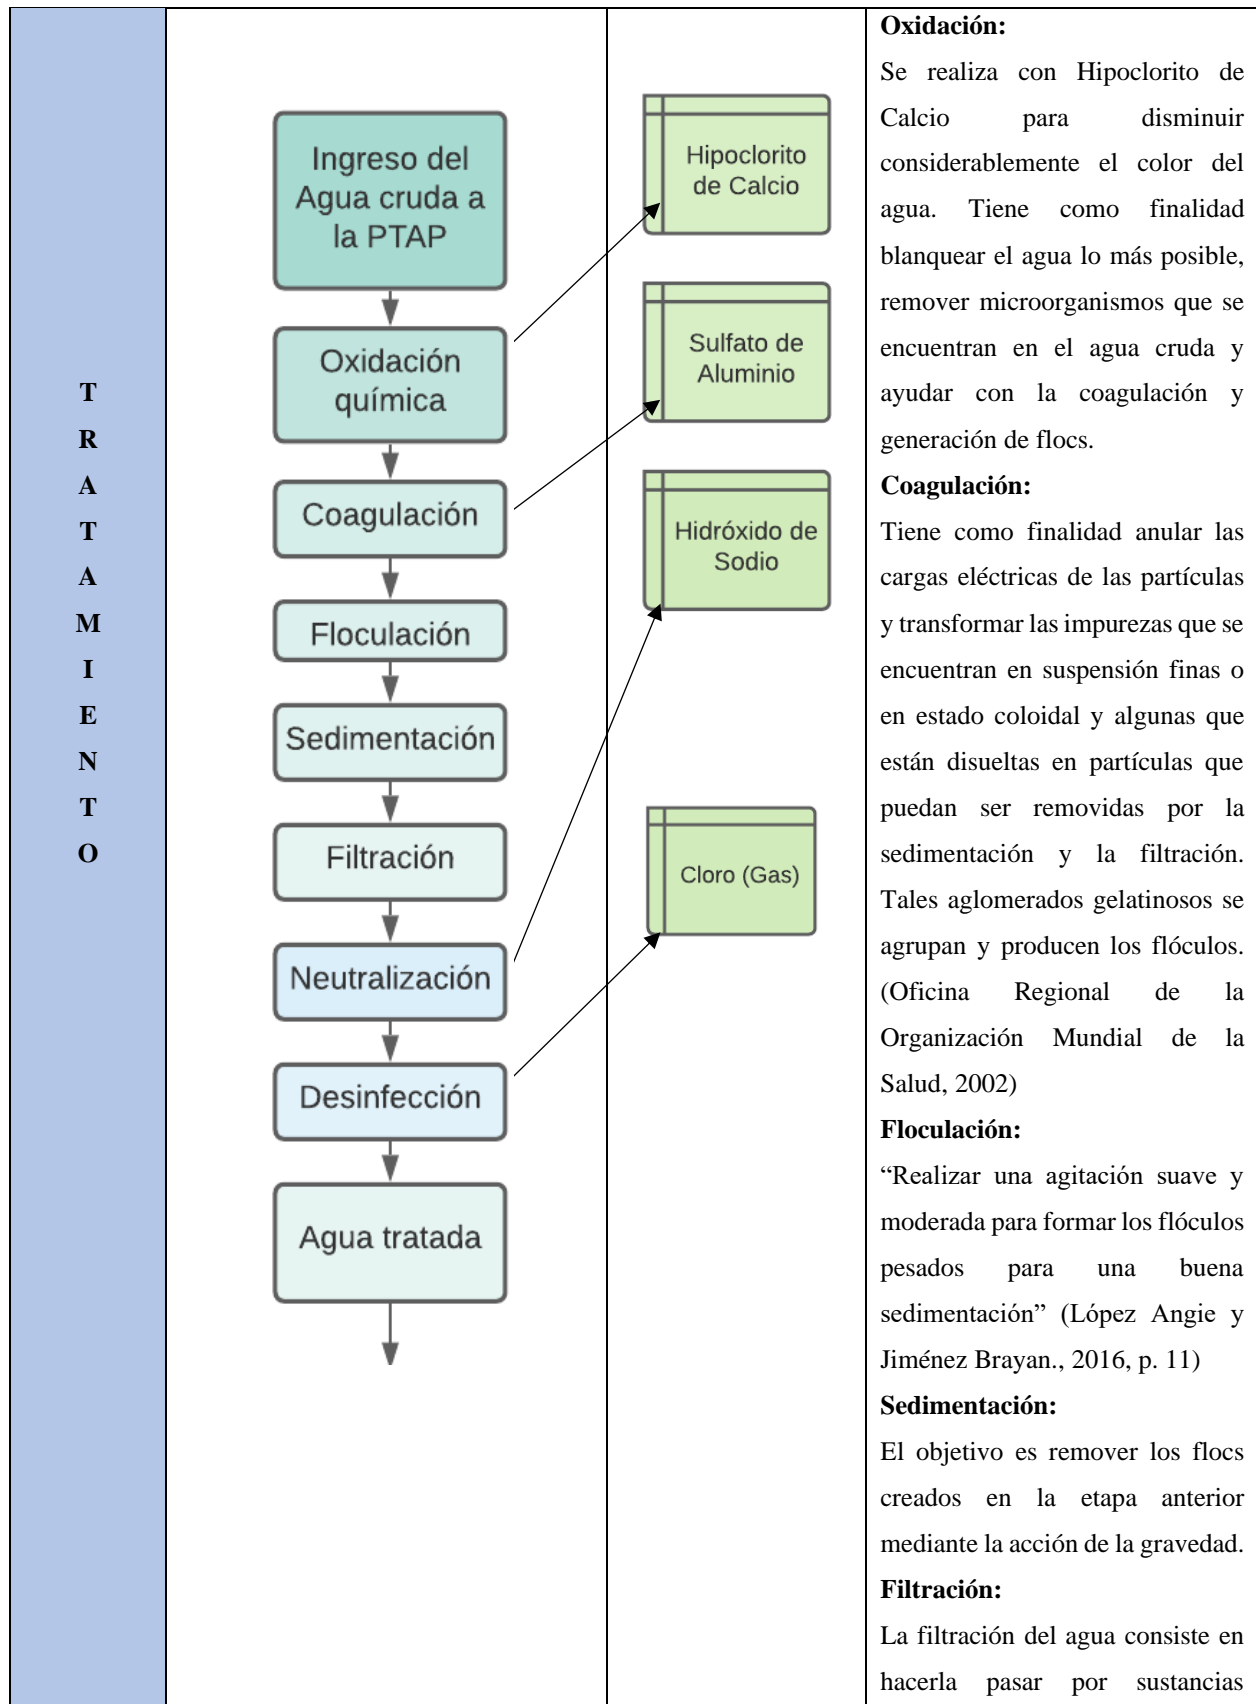 T
R
A
T
A
M
I
E
N
T
O
Ingreso del
Agua cruda a
la PTAP
Oxidación
química
Coagulación
Floculación
Sedimentación
Filtración
Neutralización
Desinfección
Agua tratada
Hipoclorito
de Calcio
Sulfato de
Aluminio
Hidróxido de
Sodio
Cloro (Gas)
Oxidación:
Se realiza con Hipoclorito de
Calcio para disminuir
considerablemente el color del
agua. Tiene como finalidad
blanquear el agua lo más posible,
remover microorganismos que se
encuentran en el agua cruda y
ayudar con la coagulación y
generación de flocs.
Coagulación:
Tiene como finalidad anular las
cargas eléctricas de las partículas
y transformar las impurezas que se
encuentran en suspensión finas o
en estado coloidal y algunas que
están disueltas en partículas que
puedan ser removidas por la
sedimentación y la filtración.
Tales aglomerados gelatinosos se
agrupan y producen los flóculos.
(Oficina Regional de la
Organización Mundial de la
Salud, 2002)
Floculación:
“Realizar una agitación suave y
moderada para formar los flóculos
pesados para una buena
sedimentación” (López Angie y
Jiménez Brayan., 2016, p. 11)
Sedimentación:
El objetivo es remover los flocs
creados en la etapa anterior
mediante la acción de la gravedad.
Filtración:
La filtración del agua consiste en
hacerla pasar por sustancias